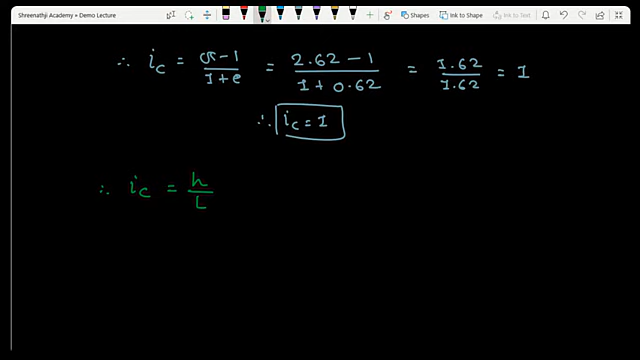 Shreenathji Academy • Demo Lecture
Shapes
Ink to Shape
Ink to Text
∴ i_c = (G - 1)/(1 + e) = (2.62 - 1)/(1 + 0.62) = 1.62/1.62 = 1
∴ i_c = 1
∴ i_c = h/L